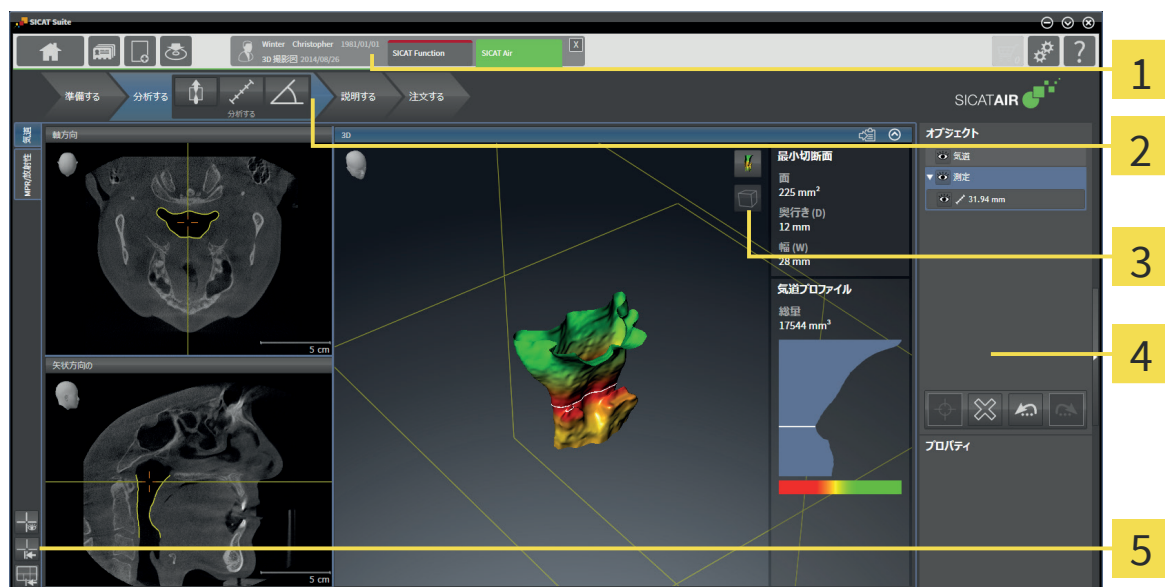 SICAT Suite
Winter Christopher 1981/01/01
3D 撮影図 2014/08/26
SICAT Function
SICAT Air
X
?
1
準備する
分析する
分析する
説明する
注文する
SICATAIR
2
気道
MPR/放射性
軸方向
5 cm
矢状方向の
5 cm
3D
最小切断面
面
225 mm²
奥行き (D)
12 mm
幅 (W)
28 mm
気道プロファイル
総量
17544 mm³
オブジェクト
気道
測定
31.94 mm
3
4
プロパティ
5